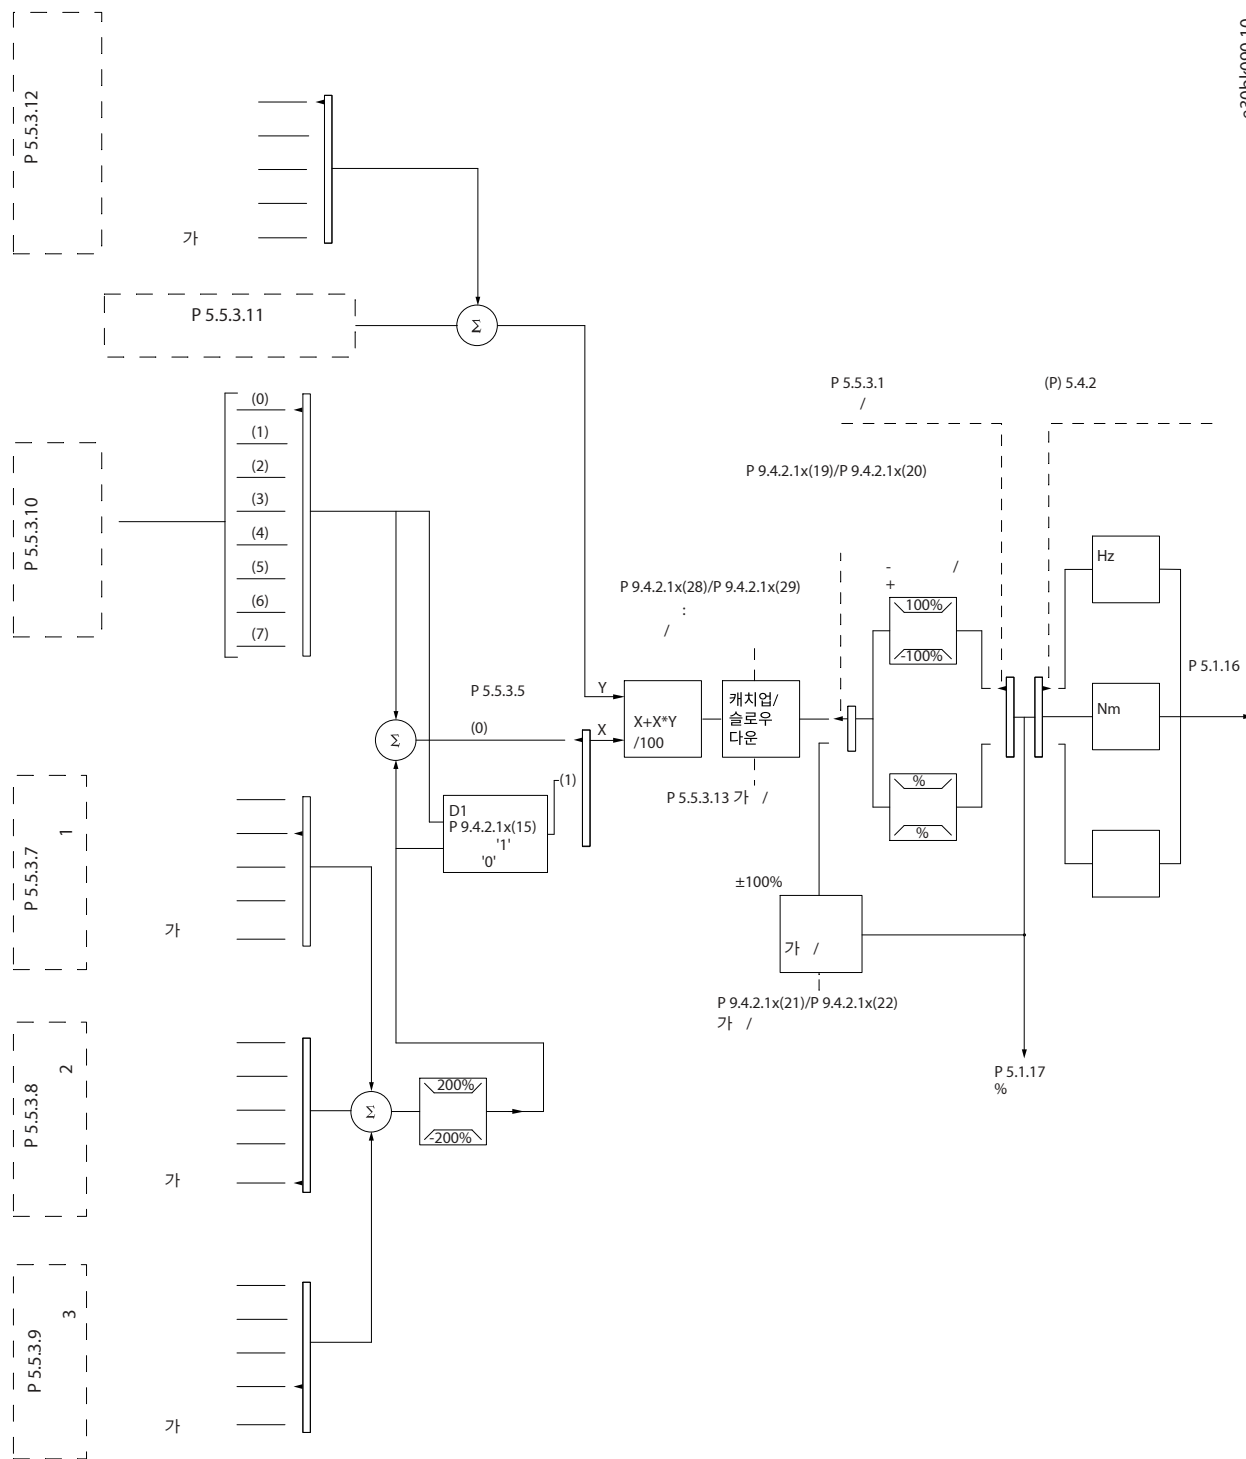 e30bk090.10
P 5.5.3.12
가
P 5.5.3.11
Σ
P 5.5.3.10
(0)
(1)
(2)
(3)
(4)
(5)
(6)
(7)
P 5.5.3.1
/
(P) 5.4.2
P 9.4.2.1x(19)/P 9.4.2.1x(20)
- /
+
100%
-100%
Hz
P 9.4.2.1x(28)/P 9.4.2.1x(29)
:
/
P 5.5.3.5
Y
X
(0)
Σ
X+X*Y
/100
캐치업/
슬로우
다운
P 5.1.16
Nm
(1)
P 5.5.3.13 가 /
%
%
D1
P 9.4.2.1x(15)
'1'
'0'
P 5.5.3.7
1
가
±100%
가 /
P 9.4.2.1x(21)/P 9.4.2.1x(22)
가 /
P 5.1.17
%
P 5.5.3.8
2
가
Σ
200%
-200%
P 5.5.3.9
3
가